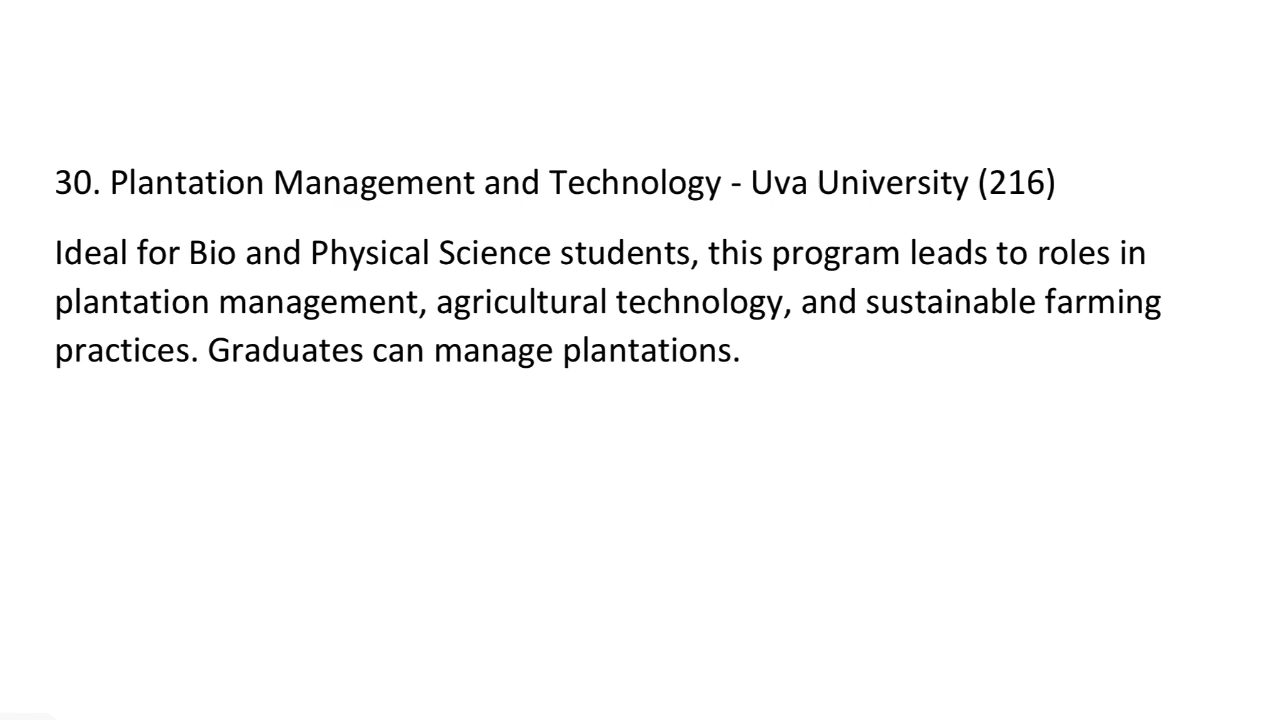 30. Plantation Management and Technology - Uva University (216)
Ideal for Bio and Physical Science students, this program leads to roles in
plantation management, agricultural technology, and sustainable farming
practices. Graduates can manage plantations.